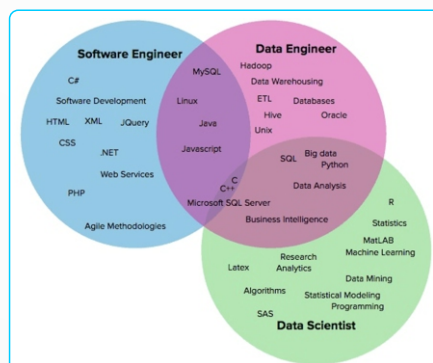 Software Engineer
Data Engineer
C#
Software Development
HTML
XML
JQuery
CSS
.NET
Web Services
PHP
Agile Methodologies
MySQL
Linux
Java
Javascript
Hadoop
Data Warehousing
ETL
Databases
Hive
Oracle
Unix
C
C++
Microsoft SQL Server
SQL
Big data
Python
Data Analysis
Business Intelligence
R
Statistics
MatLAB
Machine Learning
Latex
Research
Analytics
Data Mining
Algorithms
Statistical Modeling
Programming
SAS
Data Scientist